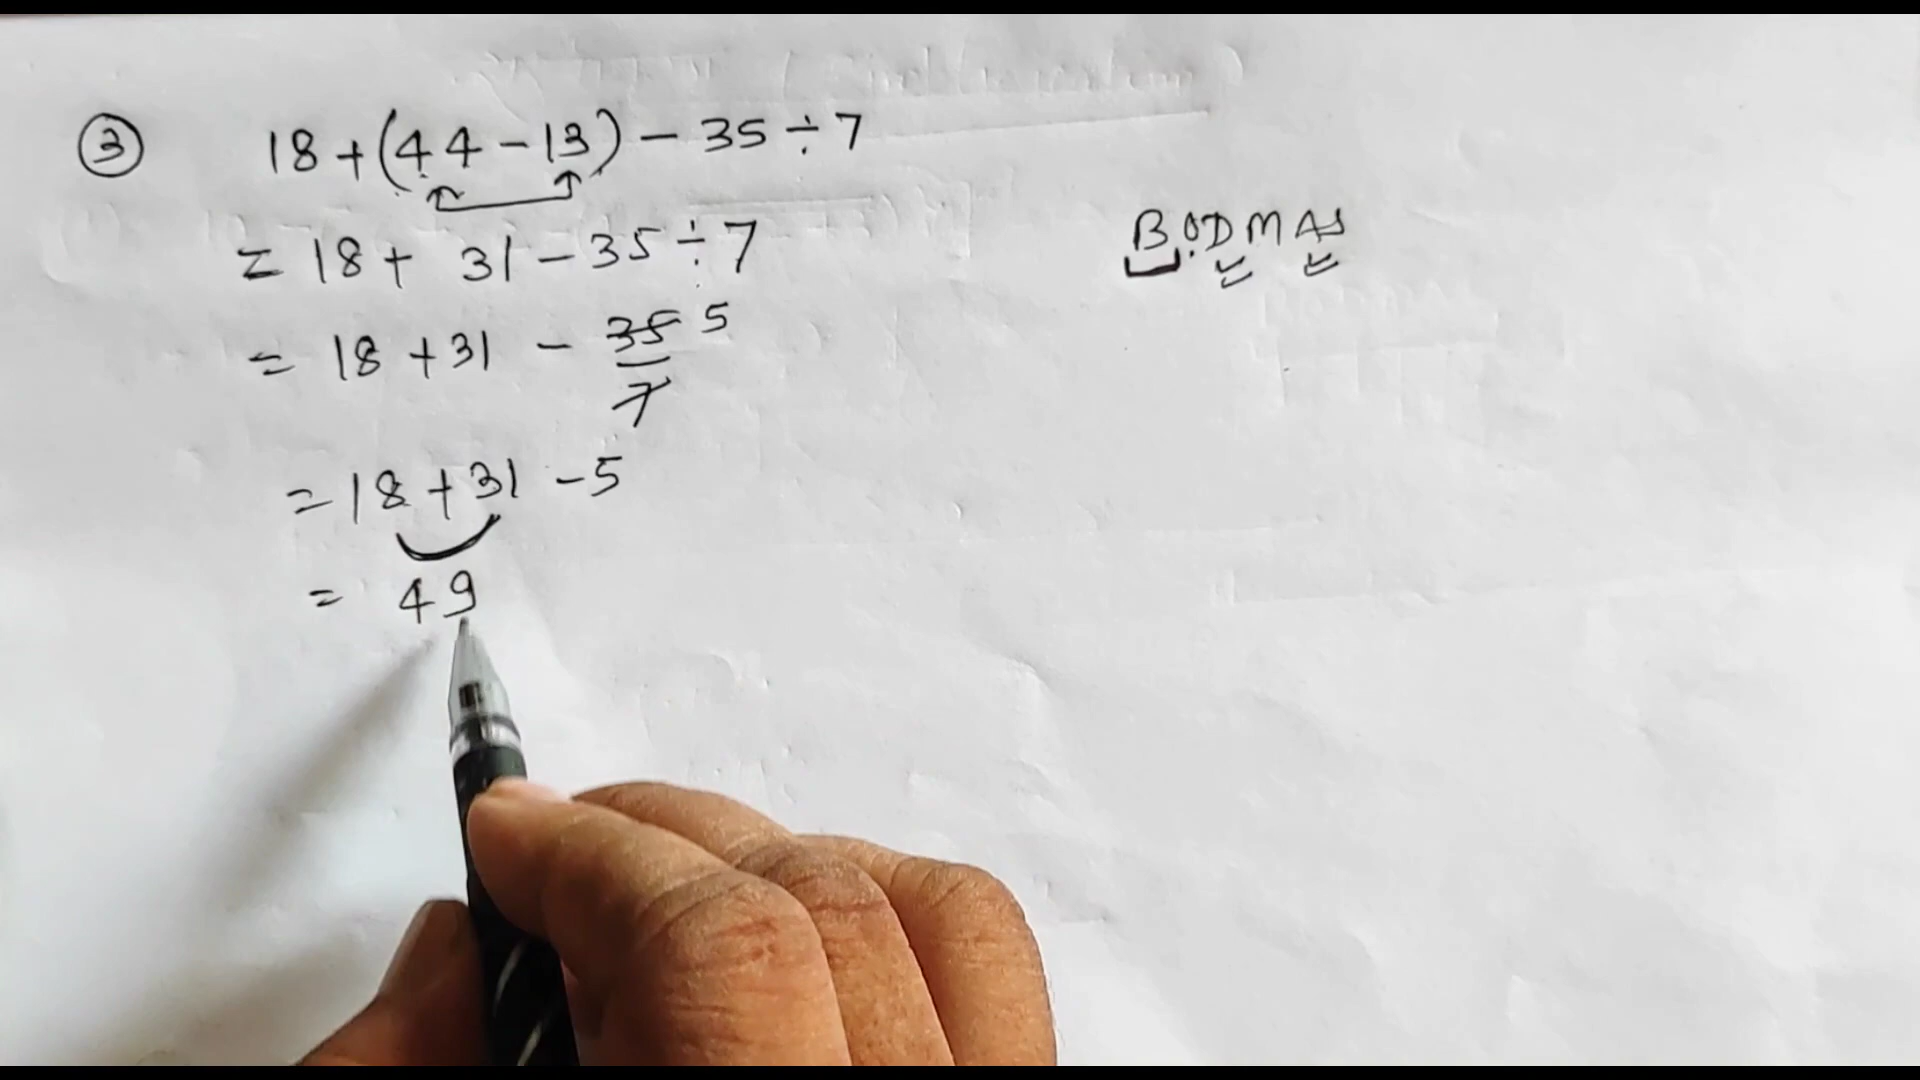 ③ 18 + (44 - 13) - 35 ÷ 7
= 18 + 31 - 35 ÷ 7
BODMAS
= 18 + 31 - 35/7 5
= 18 + 31 - 5
= 49